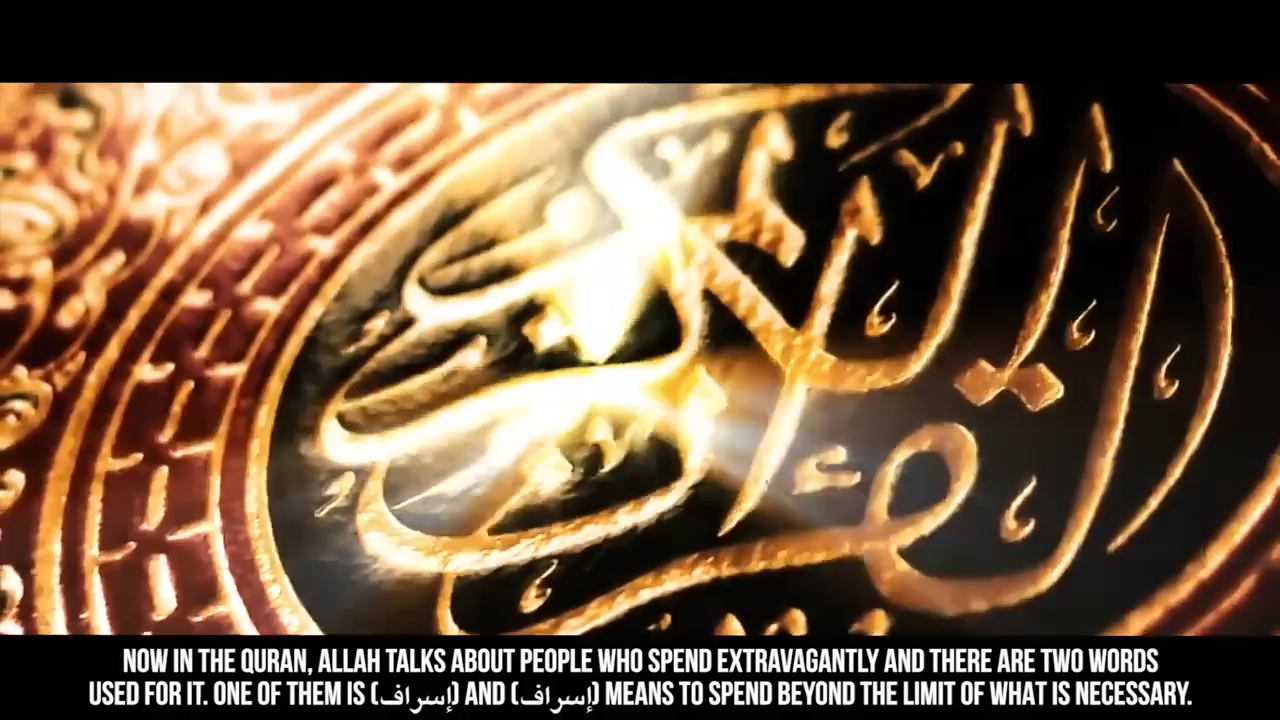 NOW IN THE QURAN, ALLAH TALKS ABOUT PEOPLE WHO SPEND EXTRAVAGANTLY AND THERE ARE TWO WORDS
USED FOR IT. ONE OF THEM IS (إسراف) AND (إسراف) MEANS TO SPEND BEYOND THE LIMIT OF WHAT IS NECESSARY.